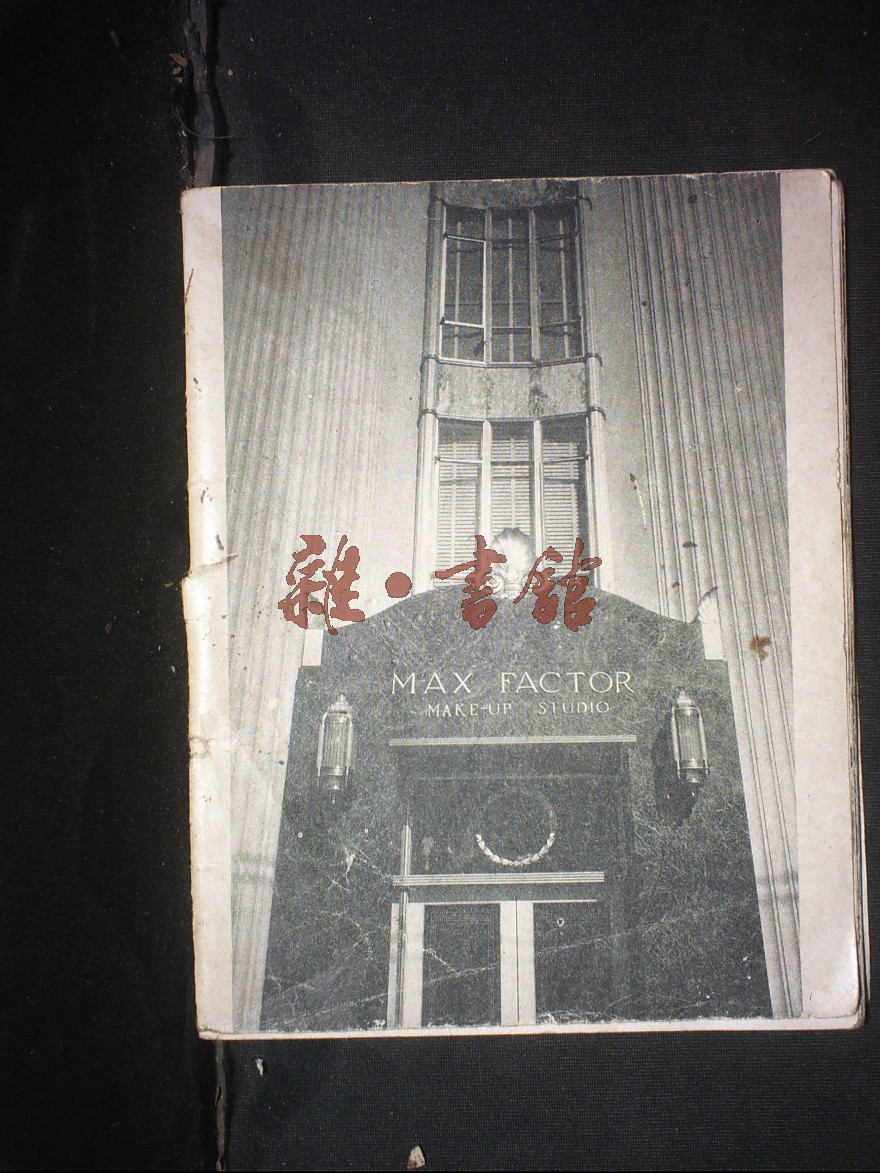 雜·書館
MAX FACTOR
MAKE-UP STUDIO